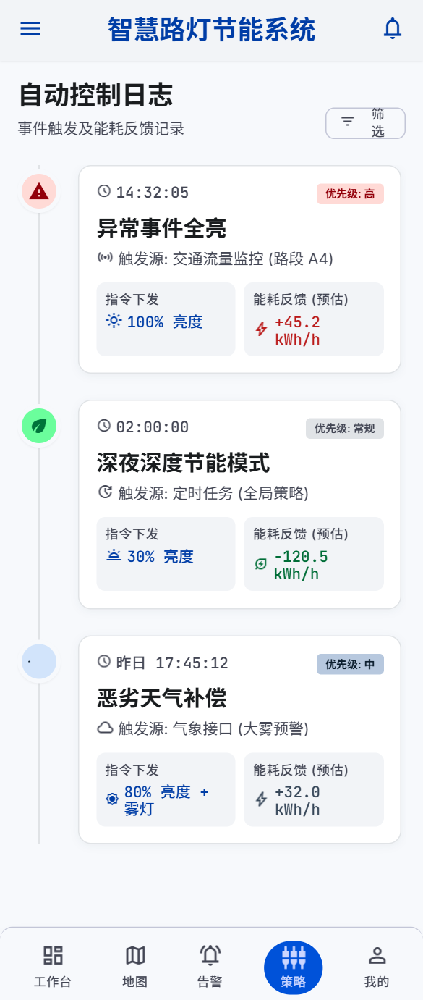 智慧路灯节能系统
自动控制日志
事件触发及能耗反馈记录
筛
选
14:32:05
优先级: 高
异常事件全亮
触发源: 交通流量监控 (路段 A4)
指令下发
100% 亮度
能耗反馈 (预估)
+45.2
kWh/h
02:00:00
优先级: 常规
深夜深度节能模式
触发源: 定时任务 (全局策略)
指令下发
30% 亮度
能耗反馈 (预估)
-120.5
kWh/h
昨日 17:45:12
优先级: 中
恶劣天气补偿
触发源: 气象接口 (大雾预警)
指令下发
80% 亮度 +
雾灯
能耗反馈 (预估)
+32.0
kWh/h
工作台
地图
告警
策略
我的